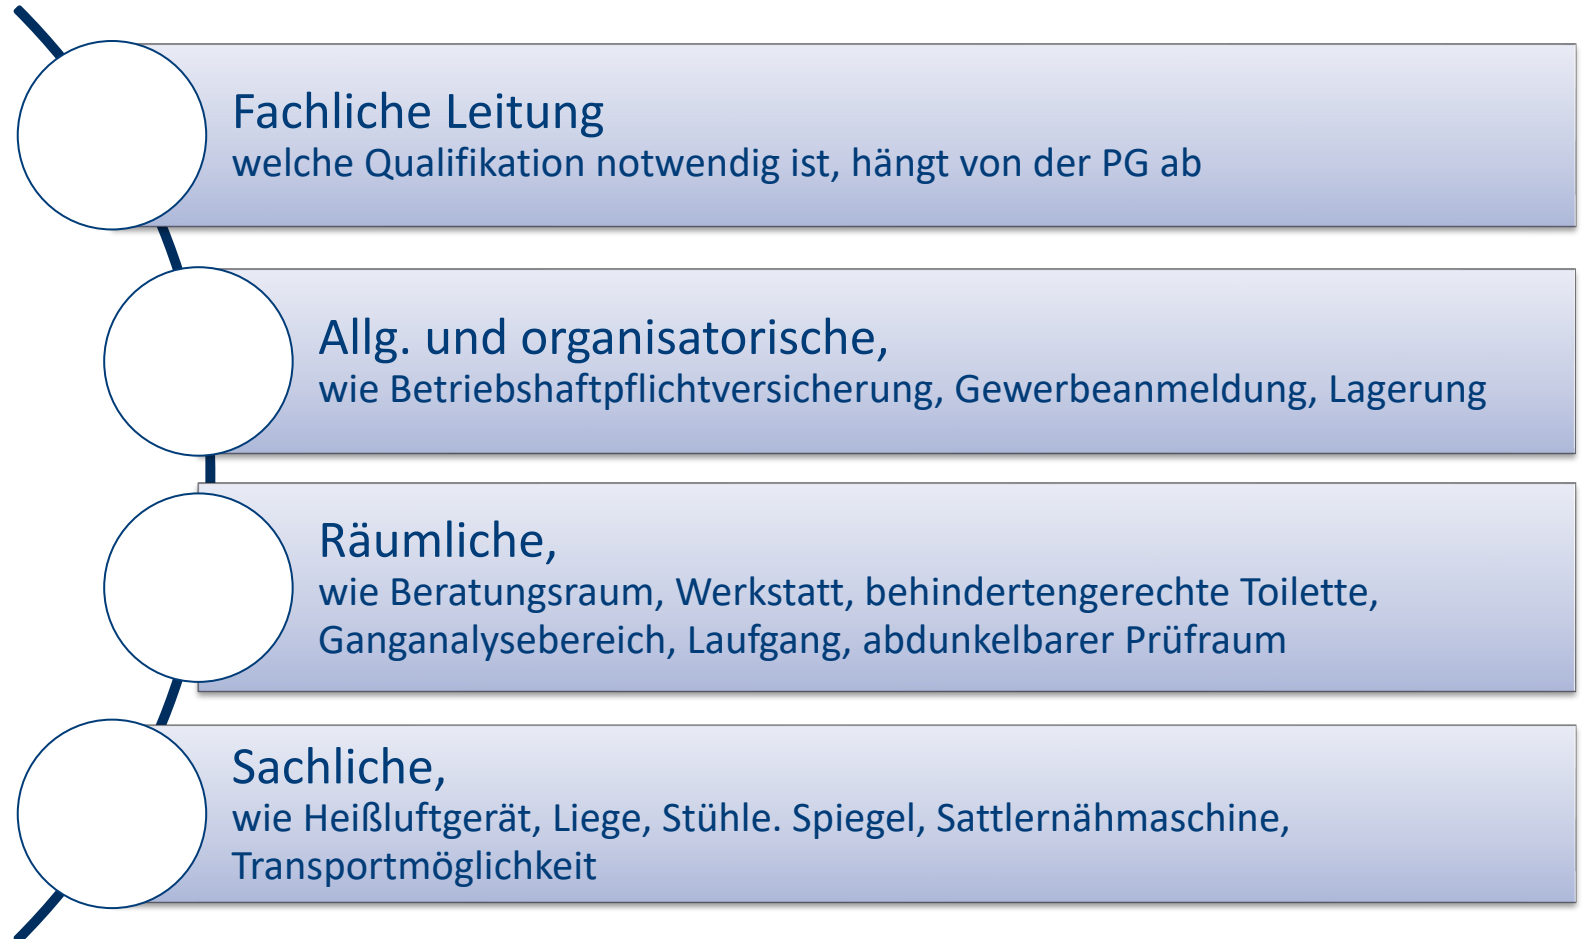 Fachliche Leitung
welche Qualifikation notwendig ist, hängt von der PG ab
Allg. und organisatorische,
wie Betriebshaftpflichtversicherung, Gewerbeanmeldung, Lagerung
Räumliche,
wie Beratungsraum, Werkstatt, behindertengerechte Toilette,
Ganganalysebereich, Laufgang, abdunkelbarer Prüfraum
Sachliche,
wie Heißluftgerät, Liege, Stühle. Spiegel, Sattlernähmaschine,
Transportmöglichkeit